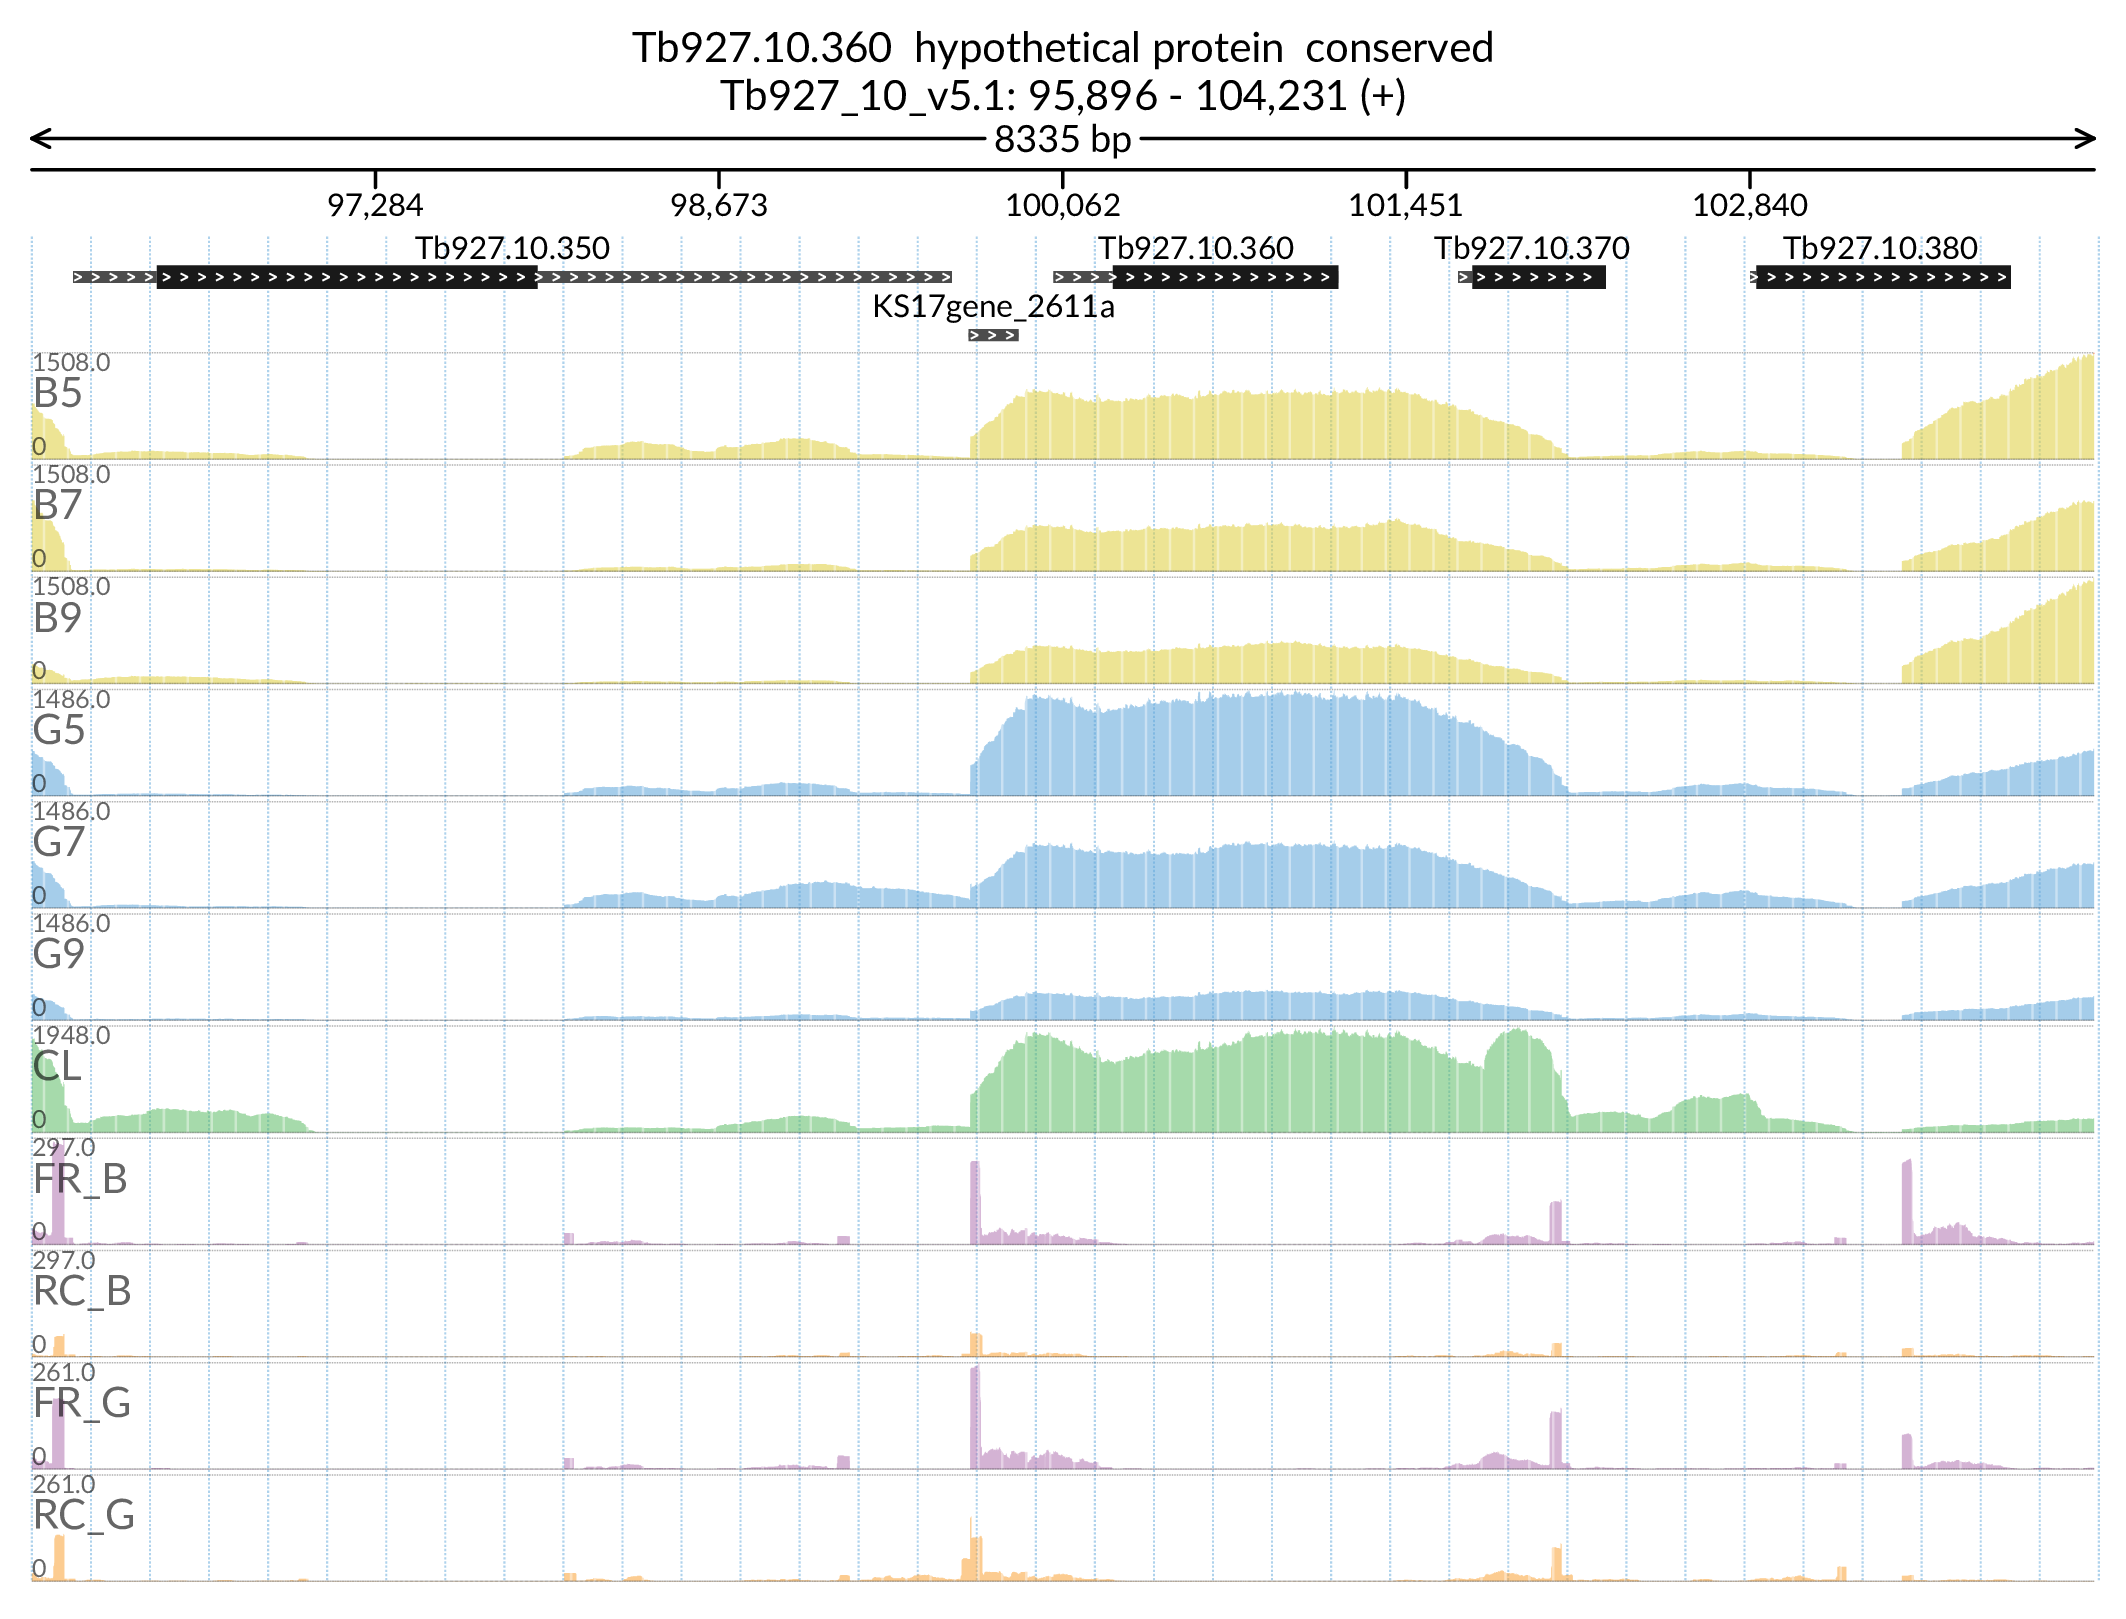 Tb927.10.360  hypothetical protein  conserved
Tb927_10_v5.1: 95,896 - 104,231 (+)
8335 bp
97,284 98,673 100,062 101,451 102,840
Tb927.10.350 Tb927.10.360 Tb927.10.370 Tb927.10.380
KS17gene_2611a
1508.0
B5
0
1508.0
B7
0
1508.0
B9
0
1486.0
G5
0
1486.0
G7
0
1486.0
G9
0
1948.0
CL
0
297.0
FR_B
0
297.0
RC_B
0
261.0
FR_G
0
261.0
RC_G
0